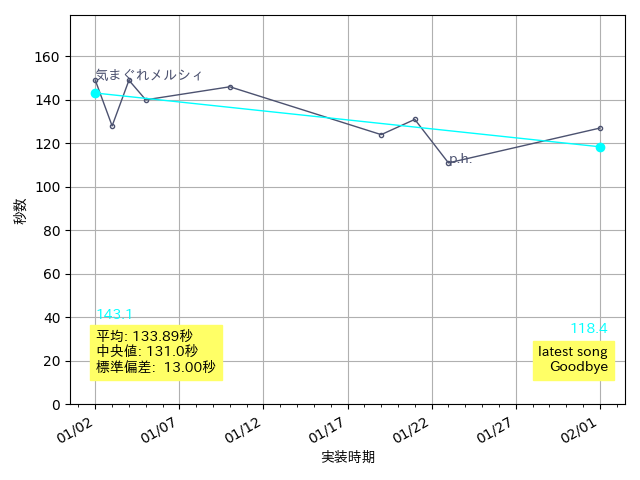 160
140
120
100
80
60
40
20
0
秒数
気まぐれメルシィ
p.h.
143.1
118.4
平均: 133.89秒
中央値: 131.0秒
標準偏差: 13.00秒
latest song
Goodbye
01/02
01/07
01/12
01/17
01/22
01/27
02/01
実装時期